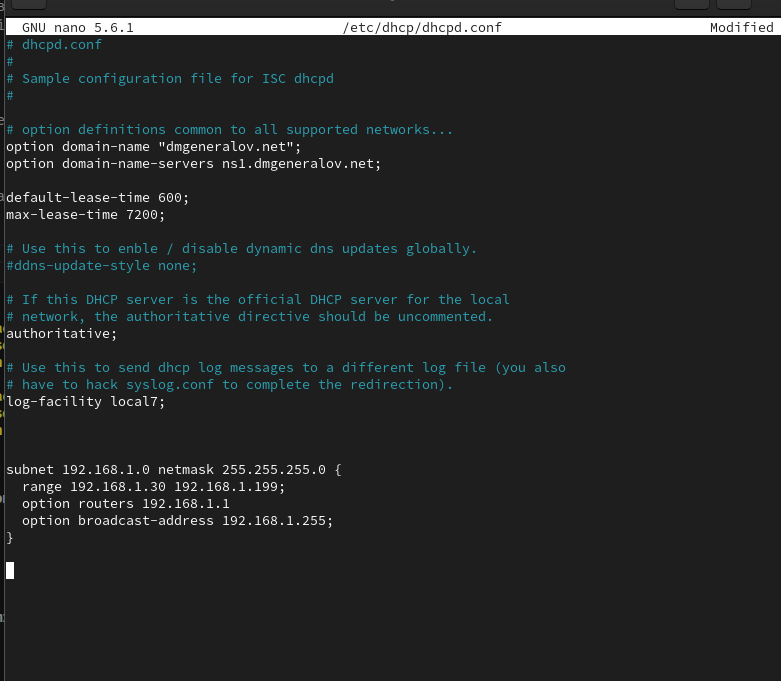 GNU nano 5.6.1 /etc/dhcp/dhcpd.conf Modified
# dhcpd.conf
#
# Sample configuration file for ISC dhcpd
#
# option definitions common to all supported networks...
option domain-name "dmgeneralov.net";
option domain-name-servers ns1.dmgeneralov.net;
default-lease-time 600;
max-lease-time 7200;
# Use this to enble / disable dynamic dns updates globally.
#ddns-update-style none;
# If this DHCP server is the official DHCP server for the local
# network, the authoritative directive should be uncommented.
authoritative;
# Use this to send dhcp log messages to a different log file (you also
# have to hack syslog.conf to complete the redirection).
log-facility local7;
subnet 192.168.1.0 netmask 255.255.255.0 {
  range 192.168.1.30 192.168.1.199;
  option routers 192.168.1.1
  option broadcast-address 192.168.1.255;
}